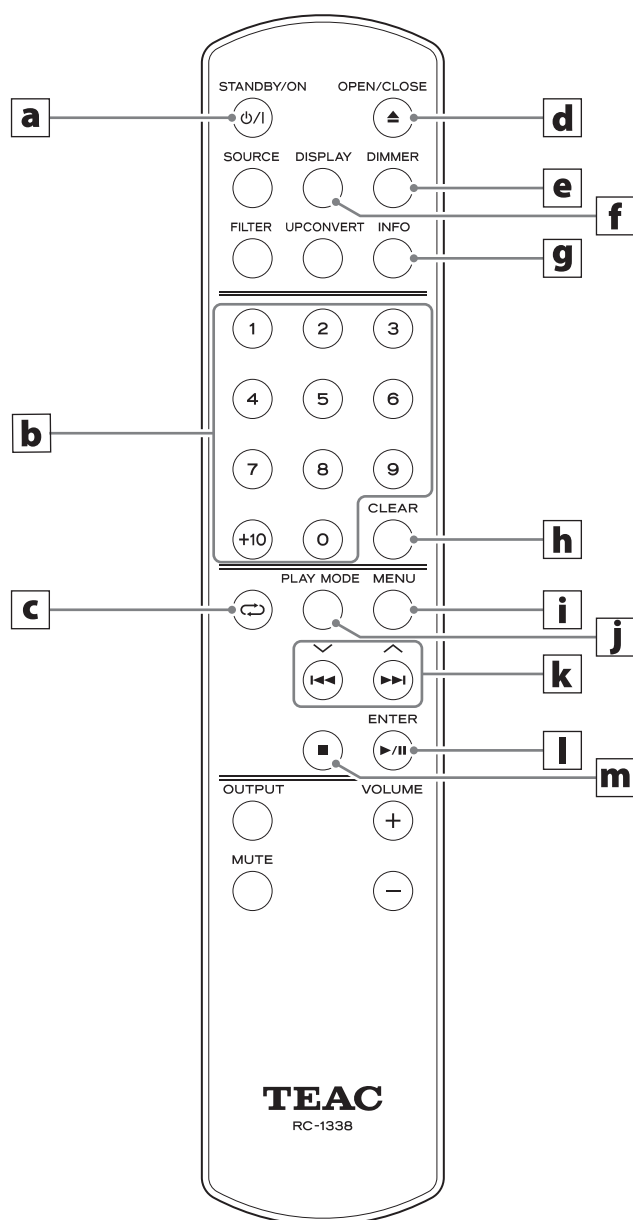 STANDBY/ON OPEN/CLOSE
a d
SOURCE DISPLAY DIMMER
e
f
FILTER UPCONVERT INFO
g
1 2 3
4 5 6
b
7 8 9
CLEAR
+10 0
h
PLAY MODE MENU
c i
j
k
ENTER
l
m
OUTPUT VOLUME
+
MUTE
−
TEAC
RC-1338